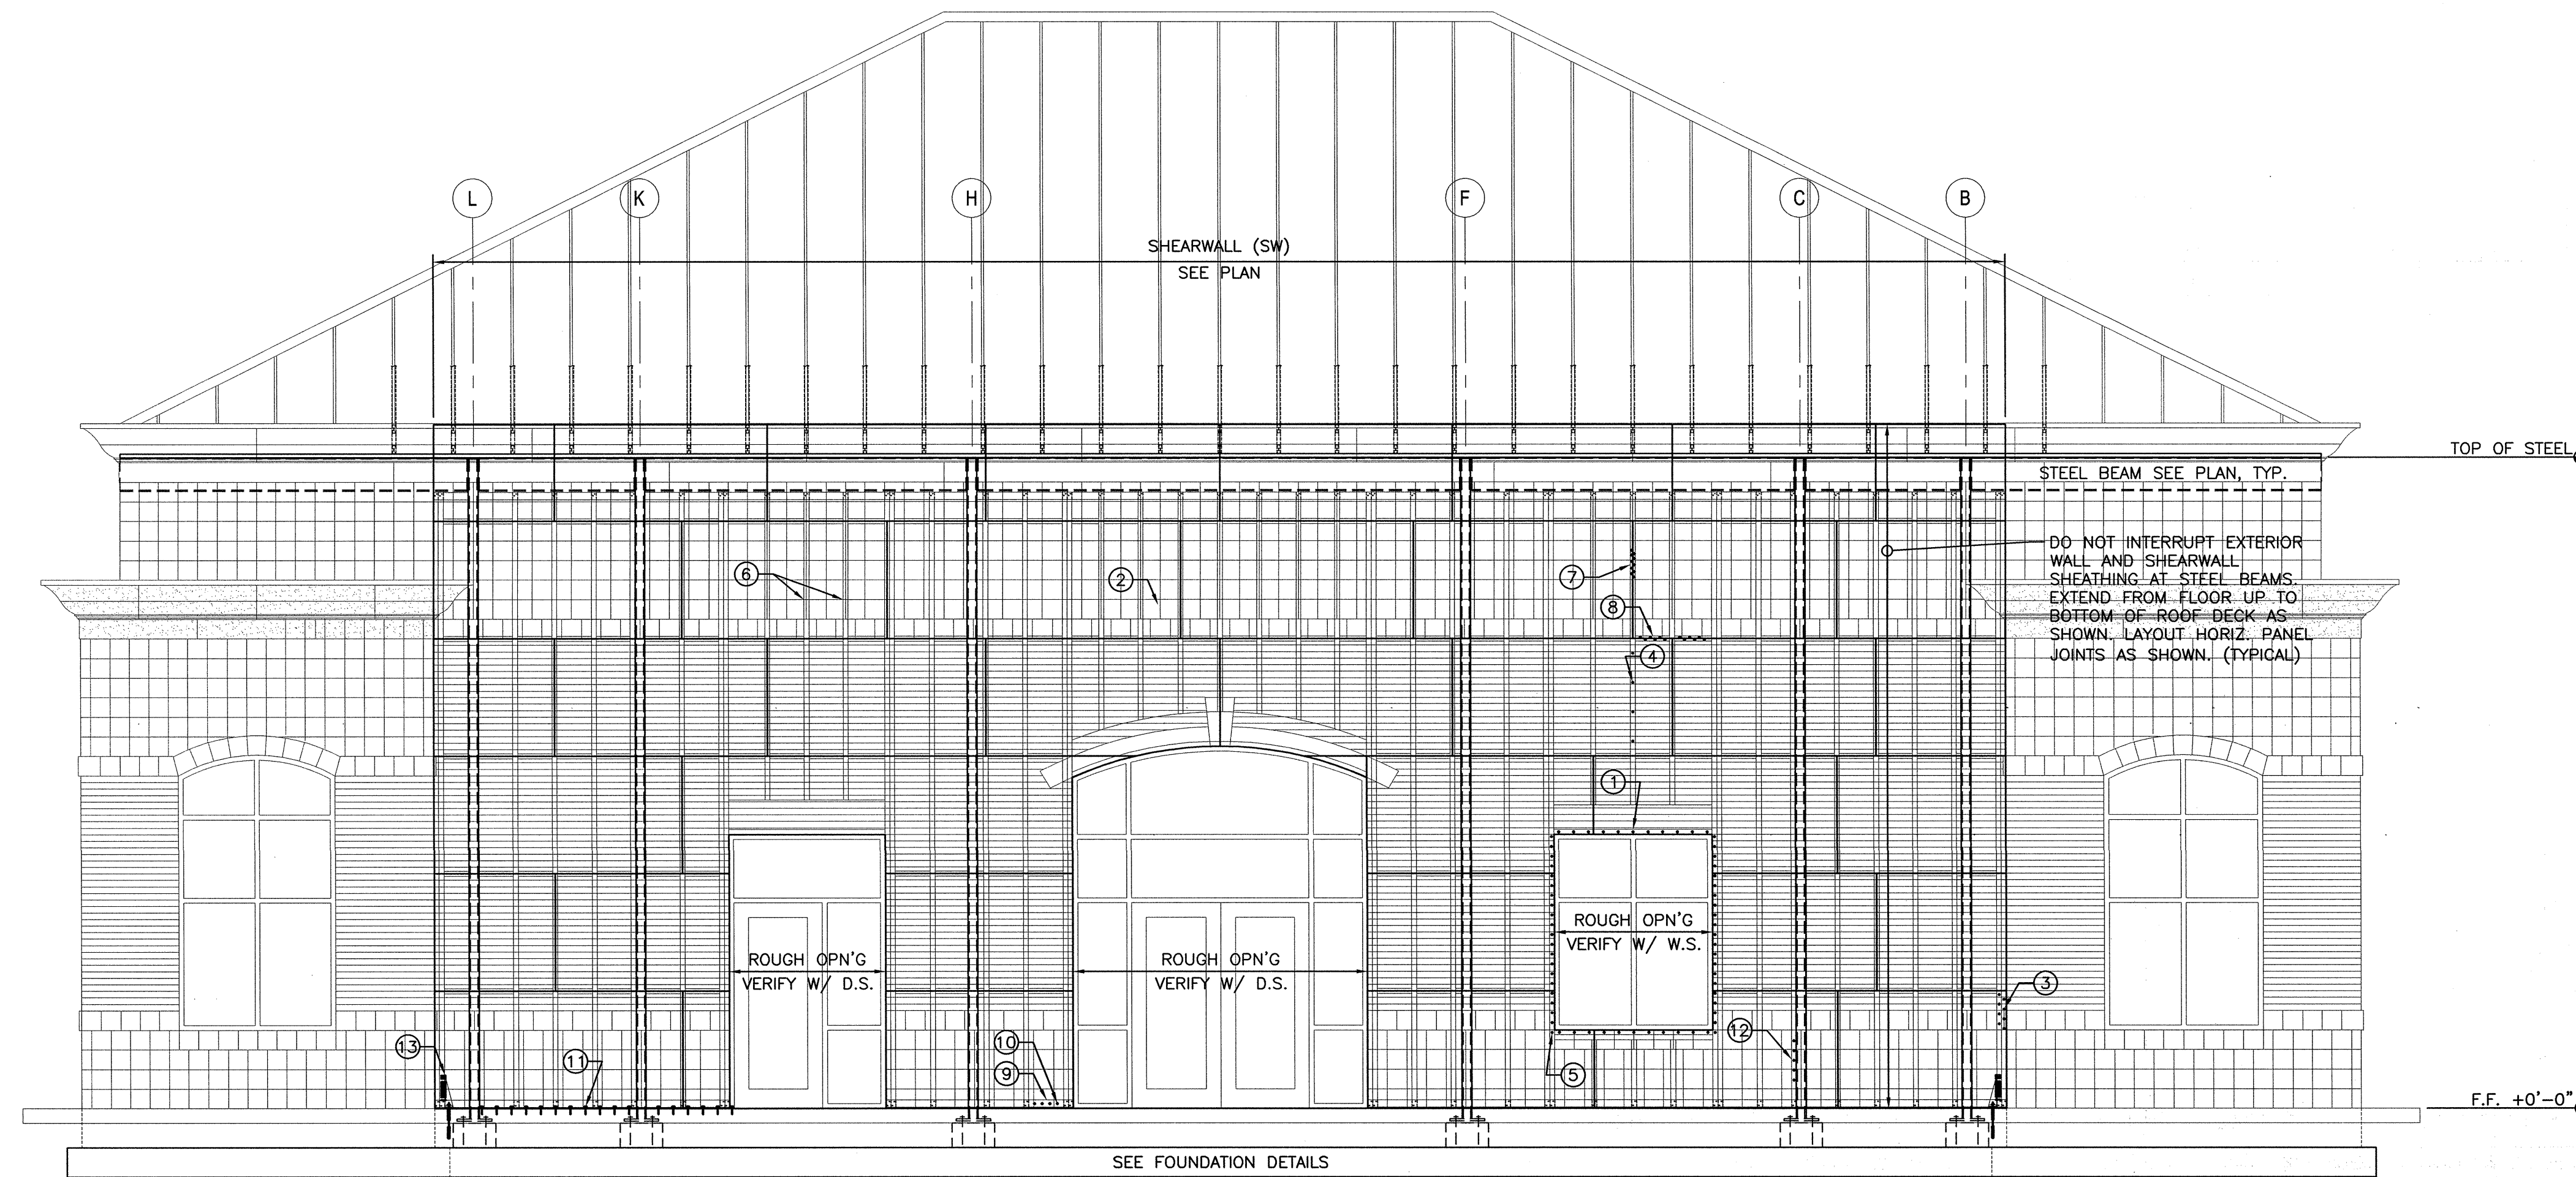 L
K
H
F
C
B
SHEARWALL (SW)
SEE PLAN
TOP OF STEEL
STEEL BEAM SEE PLAN, TYP.
DO NOT INTERRUPT EXTERIOR
WALL AND SHEARWALL
SHEATHING AT STEEL BEAMS.
EXTEND FROM FLOOR UP TO
BOTTOM OF ROOF DECK AS
SHOWN. LAYOUT HORIZ. PANEL
JOINTS AS SHOWN. (TYPICAL)
6
2
7
8
4
1
ROUGH OPN'G
VERIFY W/ D.S.
ROUGH OPN'G
VERIFY W/ D.S.
ROUGH OPN'G
VERIFY W/ W.S.
3
13
11
10
9
12
5
F.F. +0'-0"
SEE FOUNDATION DETAILS